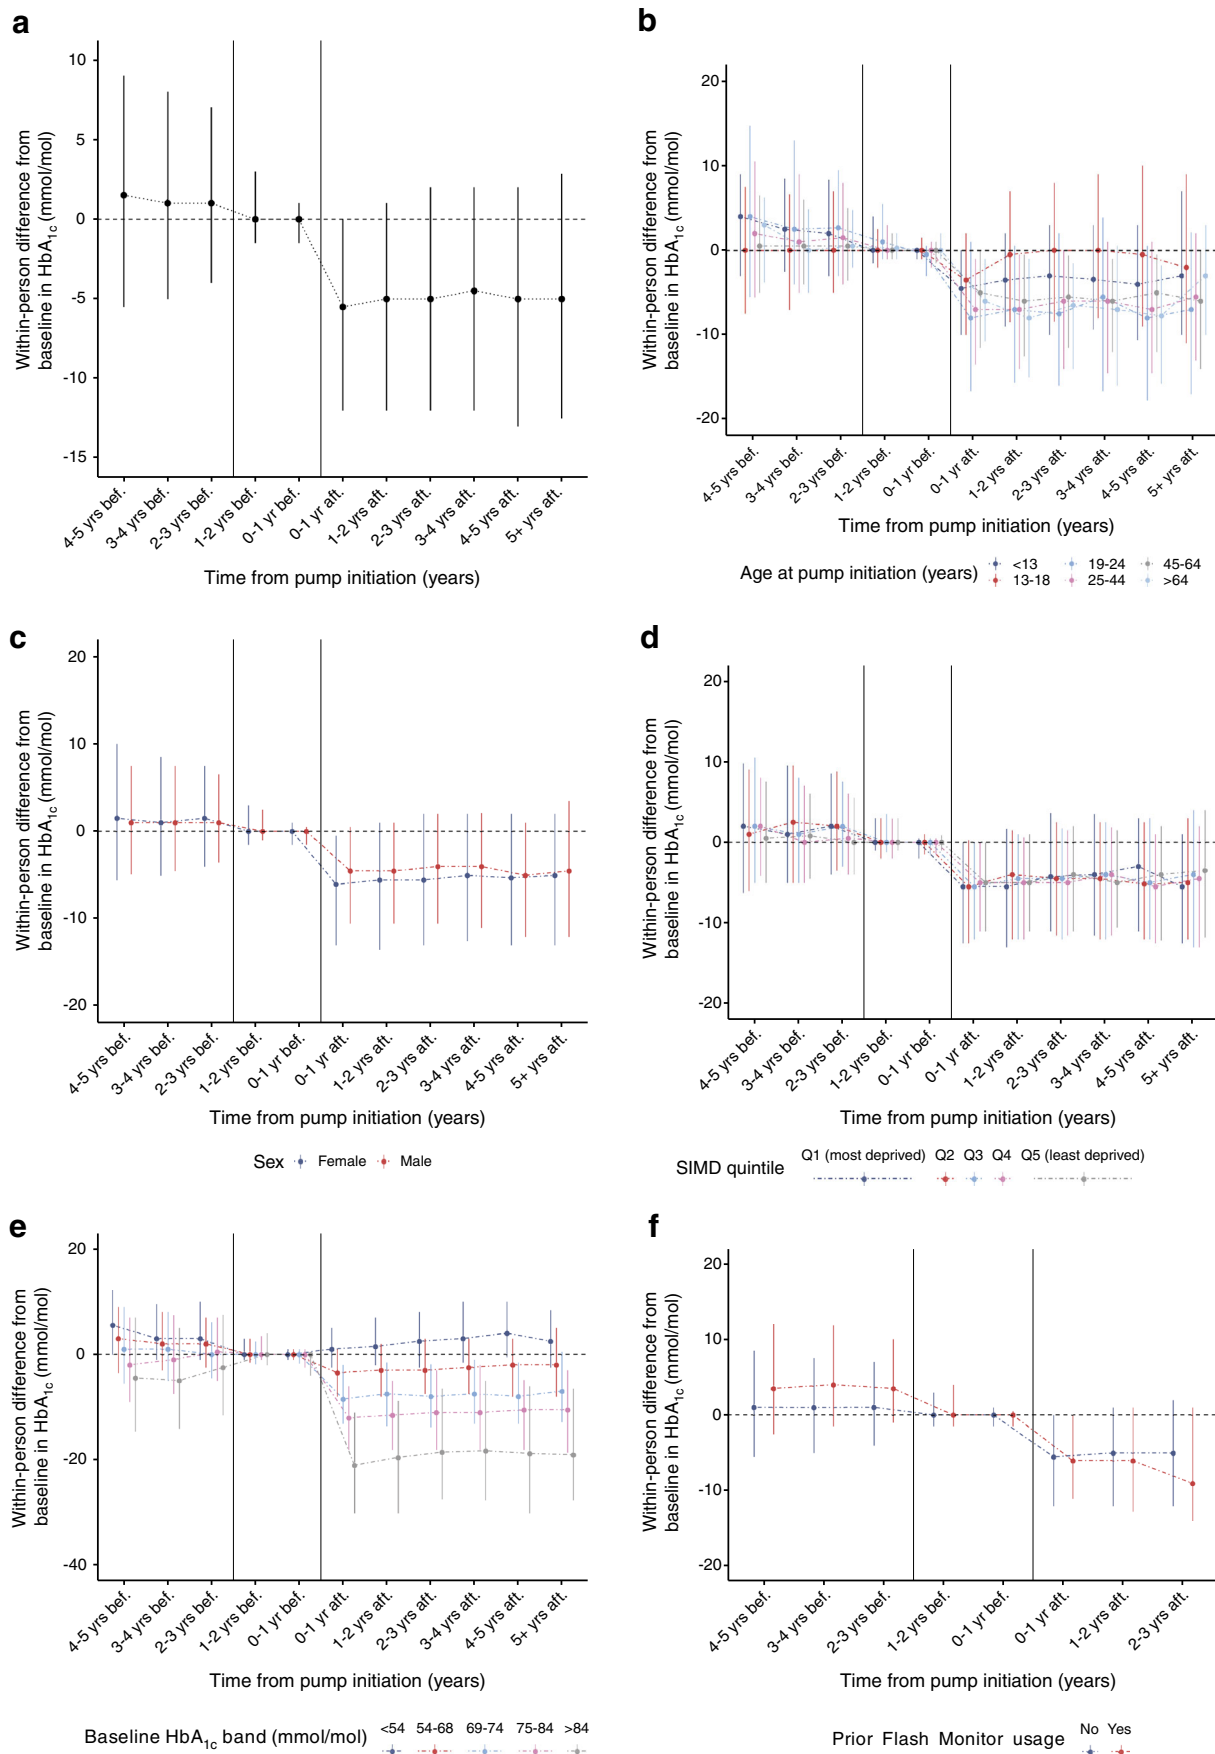 a
10
5
0
-5
-10
-15
Within-person difference from
baseline in HbA1c (mmol/mol)
4-5 yrs bef.
3-4 yrs bef.
2-3 yrs bef.
1-2 yrs bef.
0-1 yr bef.
0-1 yr aft.
1-2 yrs aft.
2-3 yrs aft.
3-4 yrs aft.
4-5 yrs aft.
5+ yrs aft.
Time from pump initiation (years)
b
20
10
0
-10
-20
Within-person difference from
baseline in HbA1c (mmol/mol)
4-5 yrs bef.
3-4 yrs bef.
2-3 yrs bef.
1-2 yrs bef.
0-1 yr bef.
0-1 yr aft.
1-2 yrs aft.
2-3 yrs aft.
3-4 yrs aft.
4-5 yrs aft.
5+ yrs aft.
Time from pump initiation (years)
Age at pump initiation (years)
<13
19-24
45-64
13-18
25-44
>64
c
20
10
0
-10
-20
Within-person difference from
baseline in HbA1c (mmol/mol)
4-5 yrs bef.
3-4 yrs bef.
2-3 yrs bef.
1-2 yrs bef.
0-1 yr bef.
0-1 yr aft.
1-2 yrs aft.
2-3 yrs aft.
3-4 yrs aft.
4-5 yrs aft.
5+ yrs aft.
Time from pump initiation (years)
Sex Female Male
d
20
10
0
-10
-20
Within-person difference from
baseline in HbA1c (mmol/mol)
4-5 yrs bef.
3-4 yrs bef.
2-3 yrs bef.
1-2 yrs bef.
0-1 yr bef.
0-1 yr aft.
1-2 yrs aft.
2-3 yrs aft.
3-4 yrs aft.
4-5 yrs aft.
5+ yrs aft.
Time from pump initiation (years)
SIMD quintile
Q1 (most deprived) Q2 Q3 Q4 Q5 (least deprived)
e
20
0
-20
-40
Within-person difference from
baseline in HbA1c (mmol/mol)
4-5 yrs bef.
3-4 yrs bef.
2-3 yrs bef.
1-2 yrs bef.
0-1 yr bef.
0-1 yr aft.
1-2 yrs aft.
2-3 yrs aft.
3-4 yrs aft.
4-5 yrs aft.
5+ yrs aft.
Time from pump initiation (years)
Baseline HbA1c band (mmol/mol)
<54 54-68 69-74 75-84 >84
f
20
10
0
-10
-20
Within-person difference from
baseline in HbA1c (mmol/mol)
4-5 yrs bef.
3-4 yrs bef.
2-3 yrs bef.
1-2 yrs bef.
0-1 yr bef.
0-1 yr aft.
1-2 yrs aft.
2-3 yrs aft.
Time from pump initiation (years)
Prior Flash Monitor usage
No Yes